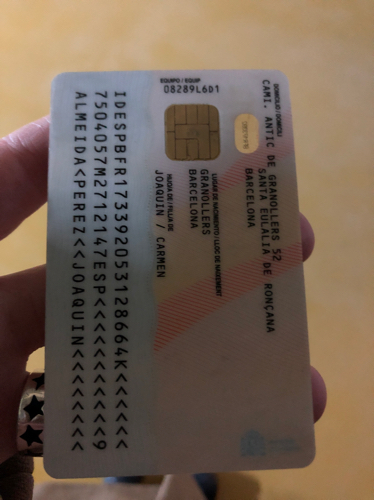 DOMICILIO / DOMICILI
CAMI. ANTIC DE GRANOLLERS 52
SANTA EULALIA DE RONÇANA
BARCELONA
LUGAR DE NACIMIENTO / LLOC DE NAIXEMENT
GRANOLLERS
BARCELONA
HIJO/A DE / FILL/A DE
JOAQUIN / CARMEN
EQUIPO / EQUIP
08289L6D1
IDESPBFR173392053128664K<<<<<<
7504057M2712147ESP<<<<<<<<<<<9
ALMEIDA<PEREZ<<JOAQUIN<<<<<<<<